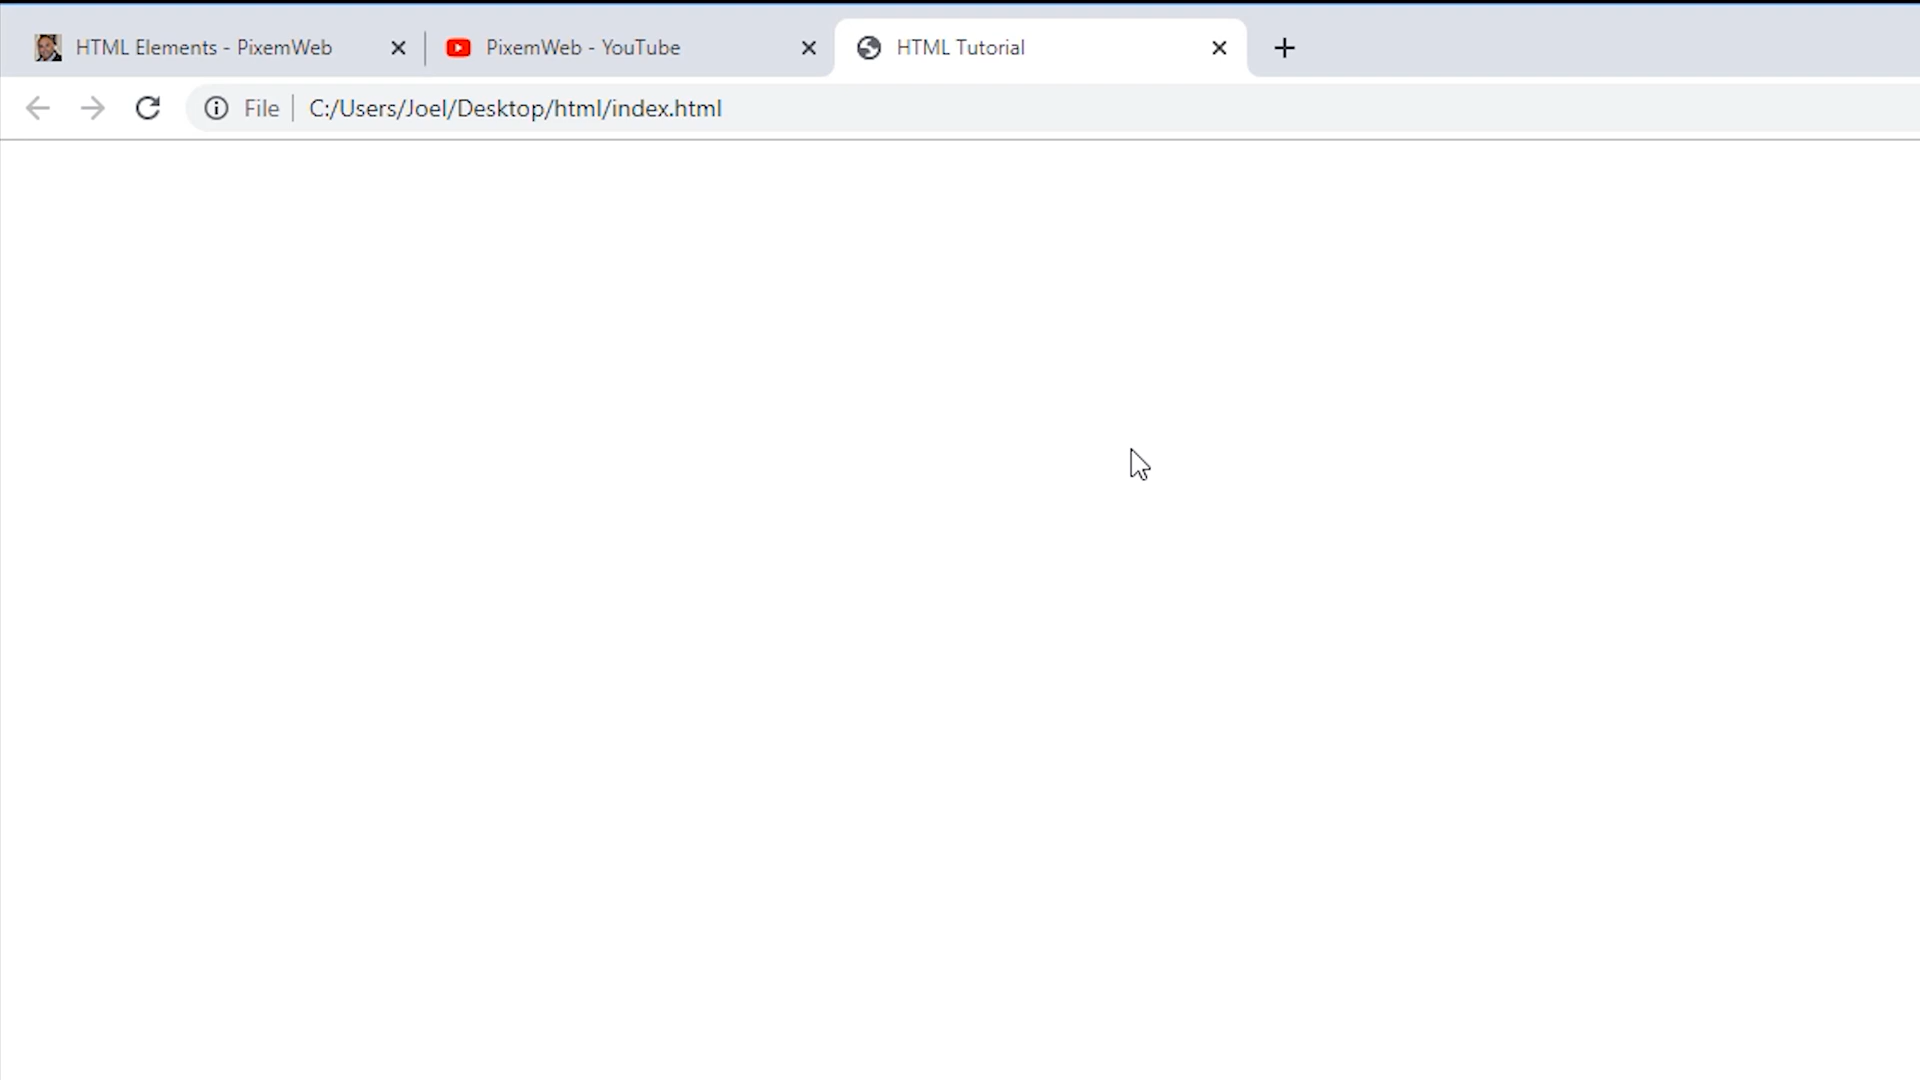 HTML Elements - PixemWeb
PixemWeb - YouTube
HTML Tutorial
File
C:/Users/Joel/Desktop/html/index.html